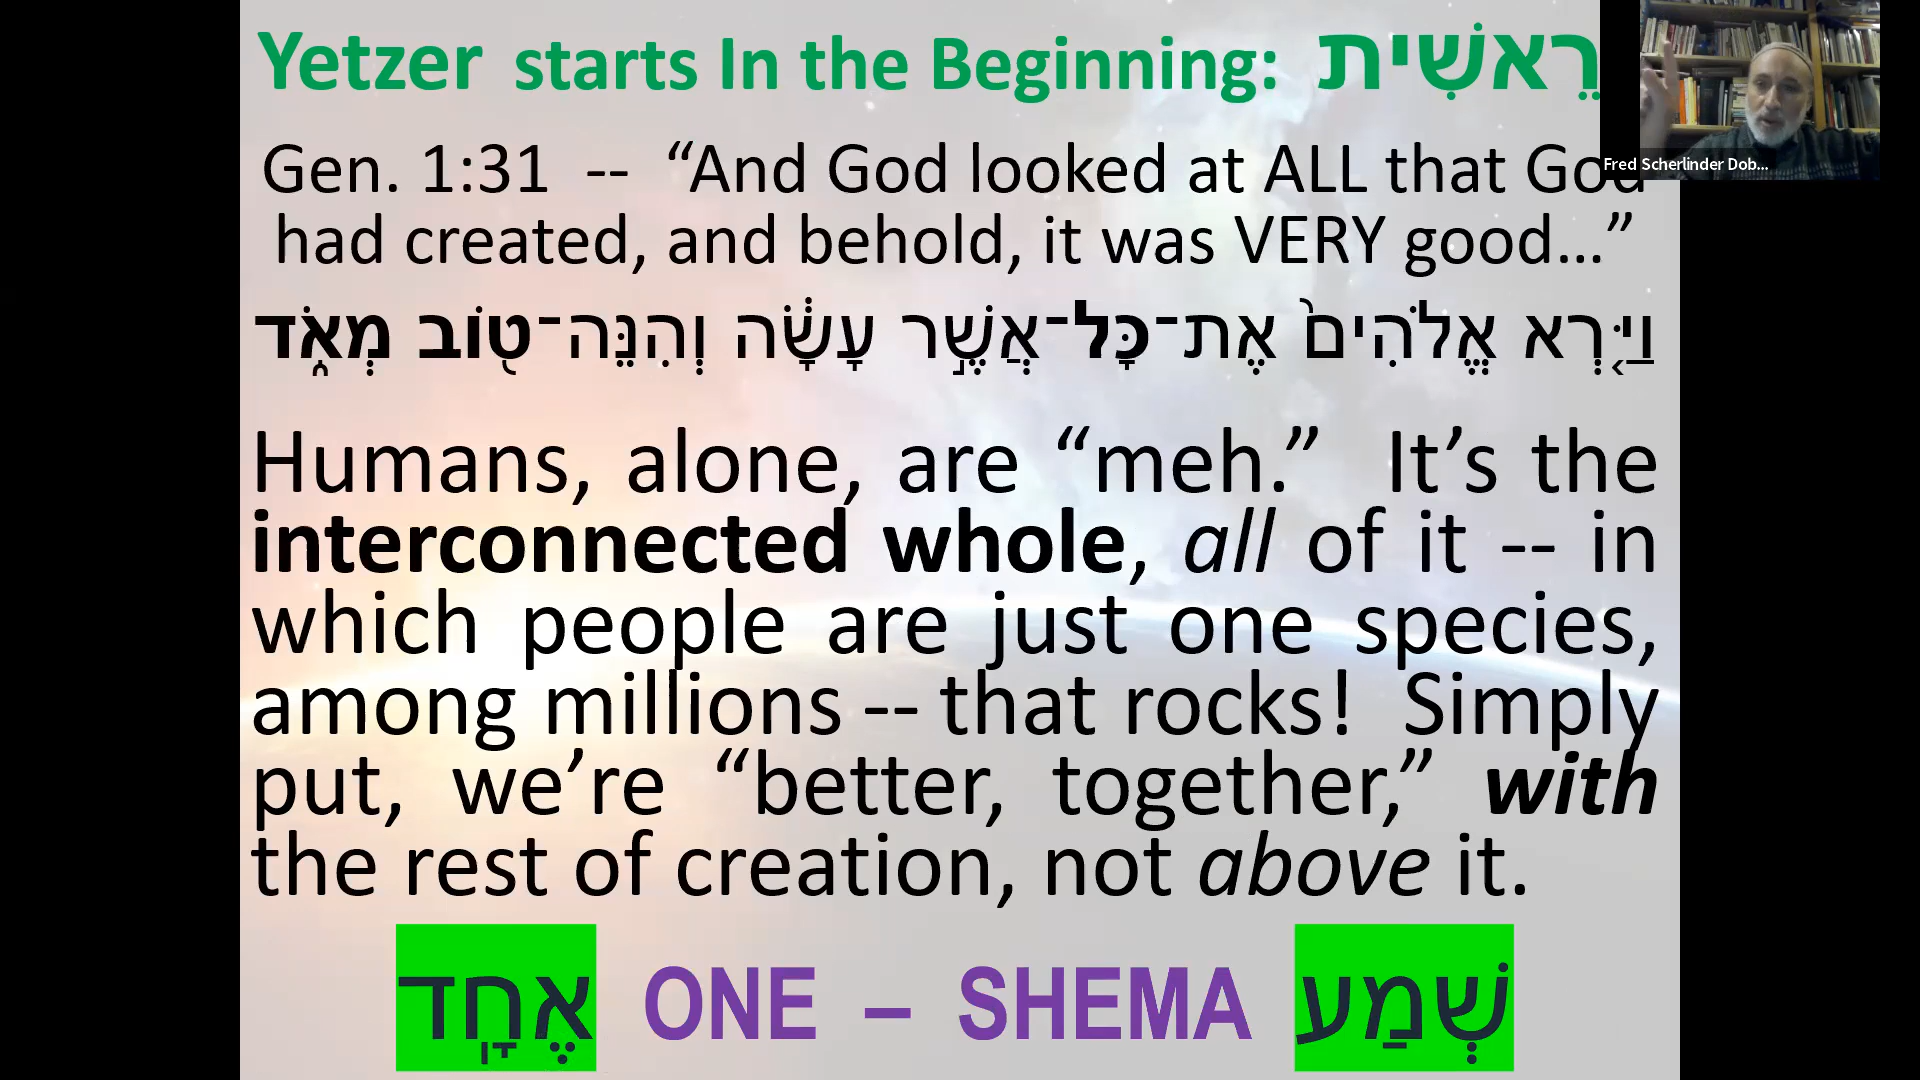 Yetzer starts In the Beginning: רֵאשִׁית
Fred Scherlinder Dob...
Gen. 1:31 -- “And God looked at ALL that God
had created, and behold, it was VERY good…”
וַיַּ֤רְא אֱלֹהִים֙ אֶת־כָּל־אֲשֶׁ֣ר עָשָׂ֔ה וְהִנֵּה־ט֖וֹב מְאֹ֑ד
Humans, alone, are “meh.” It’s the
interconnected whole, all of it -- in
which people are just one species,
among millions -- that rocks! Simply
put, we’re “better, together,” with
the rest of creation, not above it.
אֶחָֽד ONE – SHEMA שְׁמַע